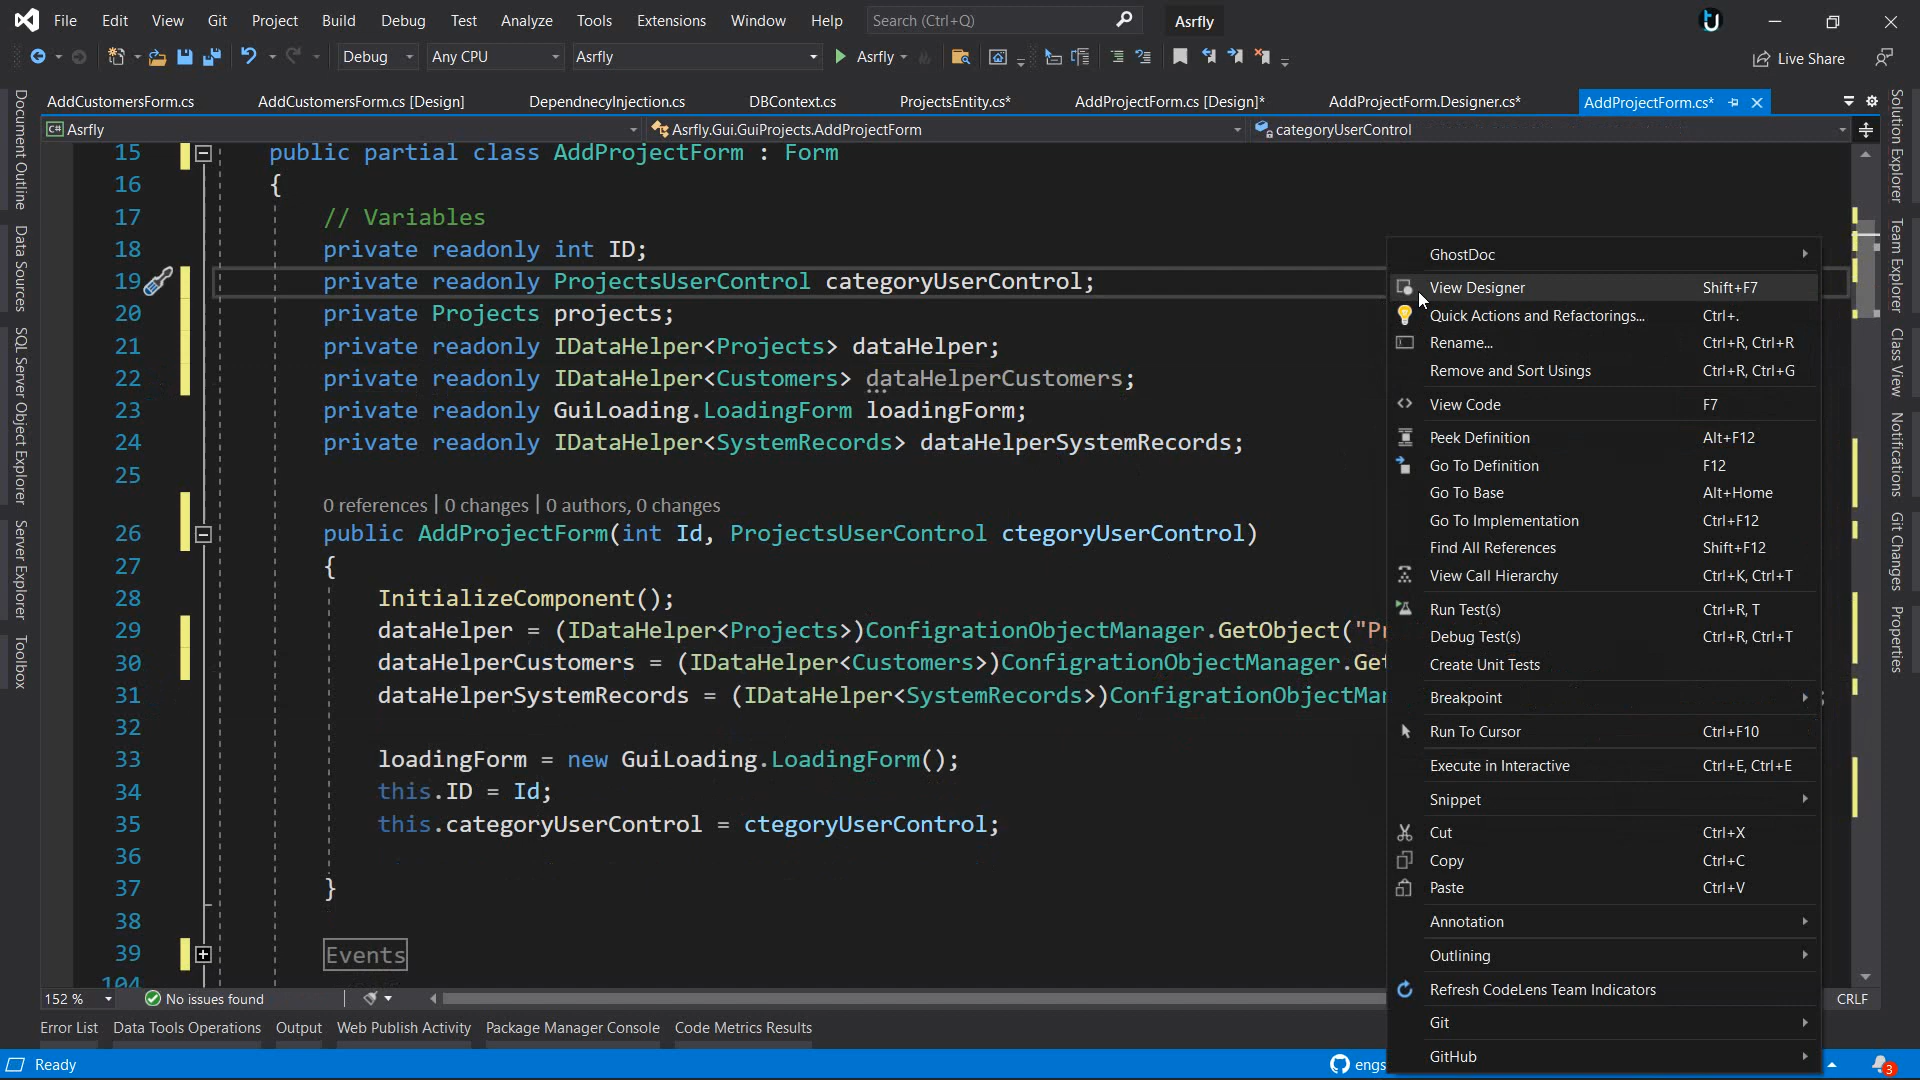 File Edit View Git Project Build Debug Test Analyze Tools Extensions Window Help Search (Ctrl+Q) Asrfly
Debug Any CPU Asrfly Asrfly Live Share
AddCustomersForm.cs AddCustomersForm.cs [Design] DependnecyInjection.cs DBContext.cs ProjectsEntity.cs* AddProjectForm.cs [Design]* AddProjectForm.Designer.cs* AddProjectForm.cs*
C# Asrfly Asrfly.Gui.GuiProjects.AddProjectForm categoryUserControl
15 public partial class AddProjectForm : Form
16 {
17 // Variables
18 private readonly int ID;
19 private readonly ProjectsUserControl categoryUserControl;
20 private Projects projects;
21 private readonly IDataHelper<Projects> dataHelper;
22 private readonly IDataHelper<Customers> dataHelperCustomers;
23 private readonly GuiLoading.LoadingForm loadingForm;
24 private readonly IDataHelper<SystemRecords> dataHelperSystemRecords;
25
0 references | 0 changes | 0 authors, 0 changes
26 public AddProjectForm(int Id, ProjectsUserControl ctegoryUserControl)
27 {
28 InitializeComponent();
29 dataHelper = (IDataHelper<Projects>)ConfigrationObjectManager.GetObject("P
30 dataHelperCustomers = (IDataHelper<Customers>)ConfigrationObjectManager.Get
31 dataHelperSystemRecords = (IDataHelper<SystemRecords>)ConfigrationObjectMa
32
33 loadingForm = new GuiLoading.LoadingForm();
34 this.ID = Id;
35 this.categoryUserControl = ctegoryUserControl;
36
37 }
38
39 Events
104
GhostDoc
View Designer Shift+F7
Quick Actions and Refactorings... Ctrl+.
Rename... Ctrl+R, Ctrl+R
Remove and Sort Usings Ctrl+R, Ctrl+G
View Code F7
Peek Definition Alt+F12
Go To Definition F12
Go To Base Alt+Home
Go To Implementation Ctrl+F12
Find All References Shift+F12
View Call Hierarchy Ctrl+K, Ctrl+T
Run Test(s) Ctrl+R, T
Debug Test(s) Ctrl+R, Ctrl+T
Create Unit Tests
Breakpoint
Run To Cursor Ctrl+F10
Execute in Interactive Ctrl+E, Ctrl+E
Snippet
Cut Ctrl+X
Copy Ctrl+C
Paste Ctrl+V
Annotation
Outlining
Refresh CodeLens Team Indicators
Git
GitHub
Document Outline
Data Sources
SQL Server Object Explorer
Server Explorer
Toolbox
Solution Explorer
Team Explorer
Class View
Notifications
Git Changes
Properties
152 % No issues found CRLF
Error List Data Tools Operations Output Web Publish Activity Package Manager Console Code Metrics Results
Ready engs 3